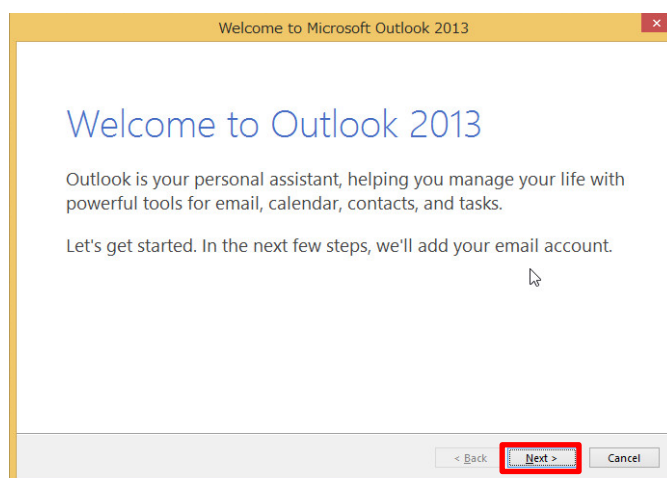 Welcome to Microsoft Outlook 2013
Welcome to Outlook 2013
Outlook is your personal assistant, helping you manage your life with
powerful tools for email, calendar, contacts, and tasks.
Let's get started. In the next few steps, we'll add your email account.
< Back Next > Cancel